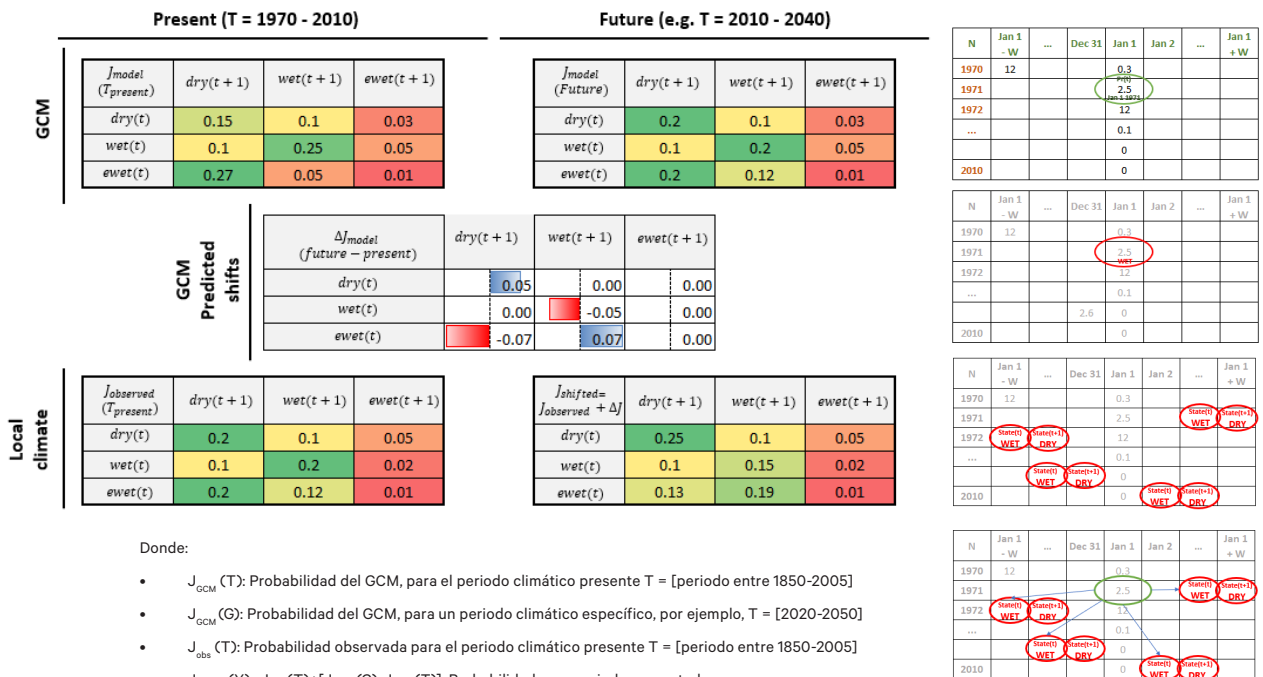 Present (T = 1970 - 2010)
Future (e.g. T = 2010 - 2040)
GCM
J_model (T_present) dry(t + 1) wet(t + 1) ewet(t + 1)
dry(t) 0.15 0.1 0.03
wet(t) 0.1 0.25 0.05
ewet(t) 0.27 0.05 0.01
J_model (Future) dry(t + 1) wet(t + 1) ewet(t + 1)
dry(t) 0.2 0.1 0.03
wet(t) 0.1 0.2 0.05
ewet(t) 0.2 0.12 0.01
GCM
Predicted
shifts
ΔJ_model (future − present) dry(t + 1) wet(t + 1) ewet(t + 1)
dry(t) 0.05 0.00 0.00
wet(t) 0.00 -0.05 0.00
ewet(t) -0.07 0.07 0.00
Local
climate
J_observed (T_present) dry(t + 1) wet(t + 1) ewet(t + 1)
dry(t) 0.2 0.1 0.05
wet(t) 0.1 0.2 0.02
ewet(t) 0.2 0.12 0.01
J_shifted= J_observed + ΔJ dry(t + 1) wet(t + 1) ewet(t + 1)
dry(t) 0.25 0.1 0.05
wet(t) 0.1 0.15 0.02
ewet(t) 0.13 0.19 0.01
Donde:
• J_GCM (T): Probabilidad del GCM, para el periodo climático presente T = [periodo entre 1850-2005]
• J_GCM (G): Probabilidad del GCM, para un periodo climático específico, por ejemplo, T = [2020-2050]
• J_obs (T): Probabilidad observada para el periodo climático presente T = [periodo entre 1850-2005]
N Jan 1 - W ... Dec 31 Jan 1 Jan 2 ... Jan 1 + W
1970 12 0.3
Pr(t)
1971 2.5
Jan 1 1971
1972 12
... 0.1
0
2010 0
N Jan 1 - W ... Dec 31 Jan 1 Jan 2 ... Jan 1 + W
1970 12 0.3
1971 2.5
WET
1972 12
... 0.1
2.6 0
2010 0
N Jan 1 - W ... Dec 31 Jan 1 Jan 2 ... Jan 1 + W
1970 12 0.3
1971 2.5 State(t) WET State(t+1) DRY
1972 State(t) WET State(t+1) DRY 12
... 0.1
State(t) WET State(t+1) DRY 0
2010 0 State(t) WET State(t+1) DRY
N Jan 1 - W ... Dec 31 Jan 1 Jan 2 ... Jan 1 + W
1970 12 0.3
1971 2.5 State(t) WET State(t+1) DRY
1972 State(t) WET State(t+1) DRY 12
... 0.1
State(t) WET State(t+1) DRY 0
2010 0 State(t) WET State(t+1) DRY